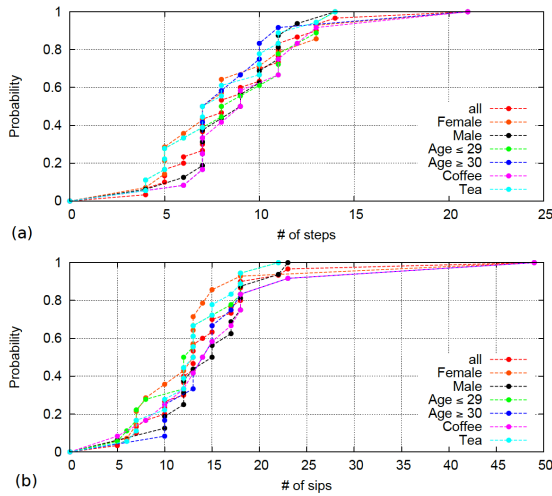 1
0.8
0.6
0.4
0.2
0
Probability
all
Female
Male
Age ≤ 29
Age ≥ 30
Coffee
Tea
0 5 10 15 20 25
(a)
# of steps
1
0.8
0.6
0.4
0.2
0
Probability
all
Female
Male
Age ≤ 29
Age ≥ 30
Coffee
Tea
0 5 10 15 20 25 30 35 40 45 50
(b)
# of sips